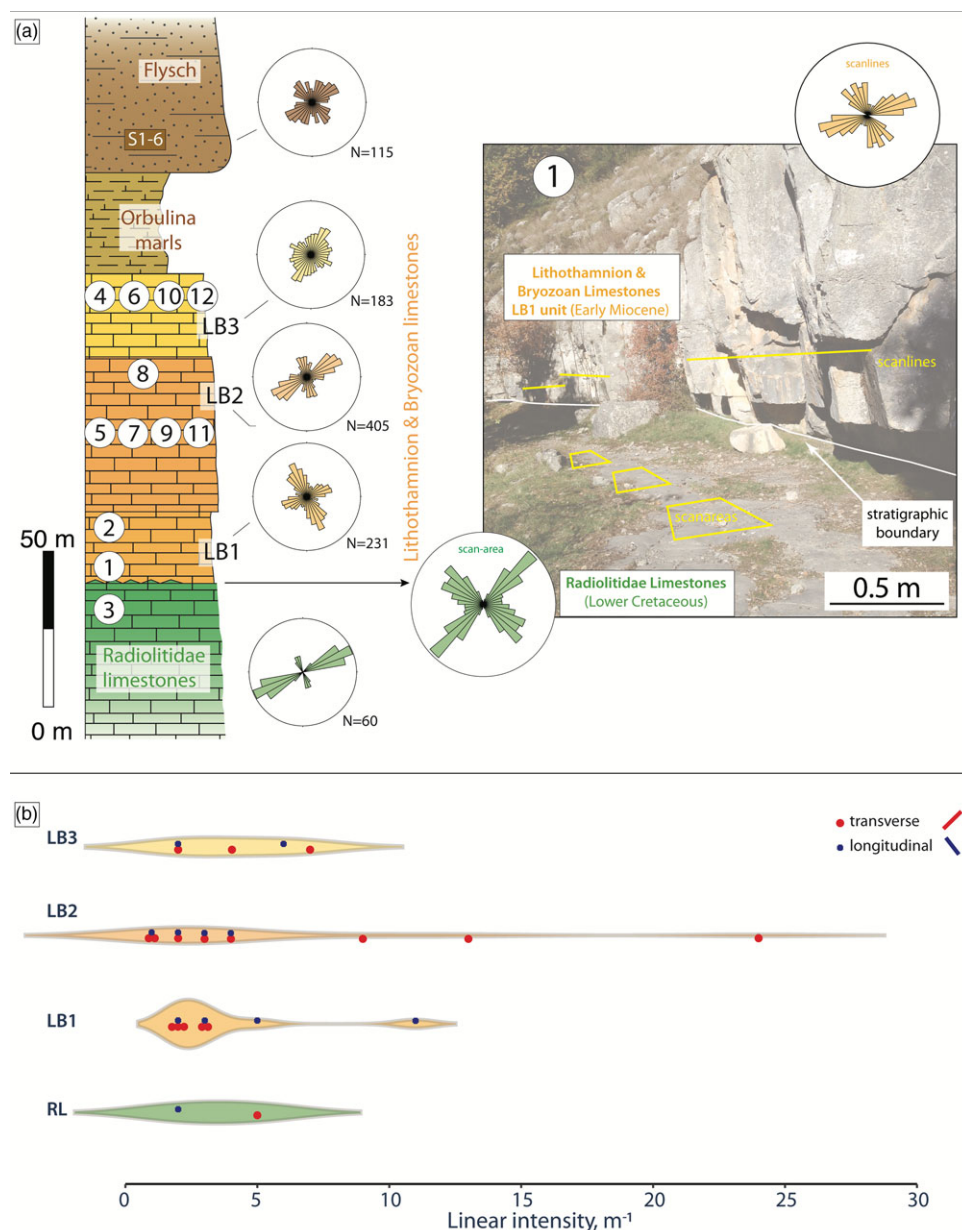 (a)
Flysch
S1-6
N=115
Orbulina
marls
4 6 10 12
LB3
N=183
8
LB2
5 7 9 11
N=405
2
LB1
1
N=231
3
Radiolitidae
limestones
N=60
50 m
0 m
Lithothamnion & Bryozoan limestones
scanlines
1
Lithothamnion &
Bryozoan Limestones
LB1 unit (Early Miocene)
scanlines
scanareas
stratigraphic
boundary
scan-area
Radiolitidae Limestones
(Lower Cretaceous)
0.5 m
(b)
transverse
longitudinal
LB3
LB2
LB1
RL
0 5 10 15 20 25 30
Linear intensity, m⁻¹